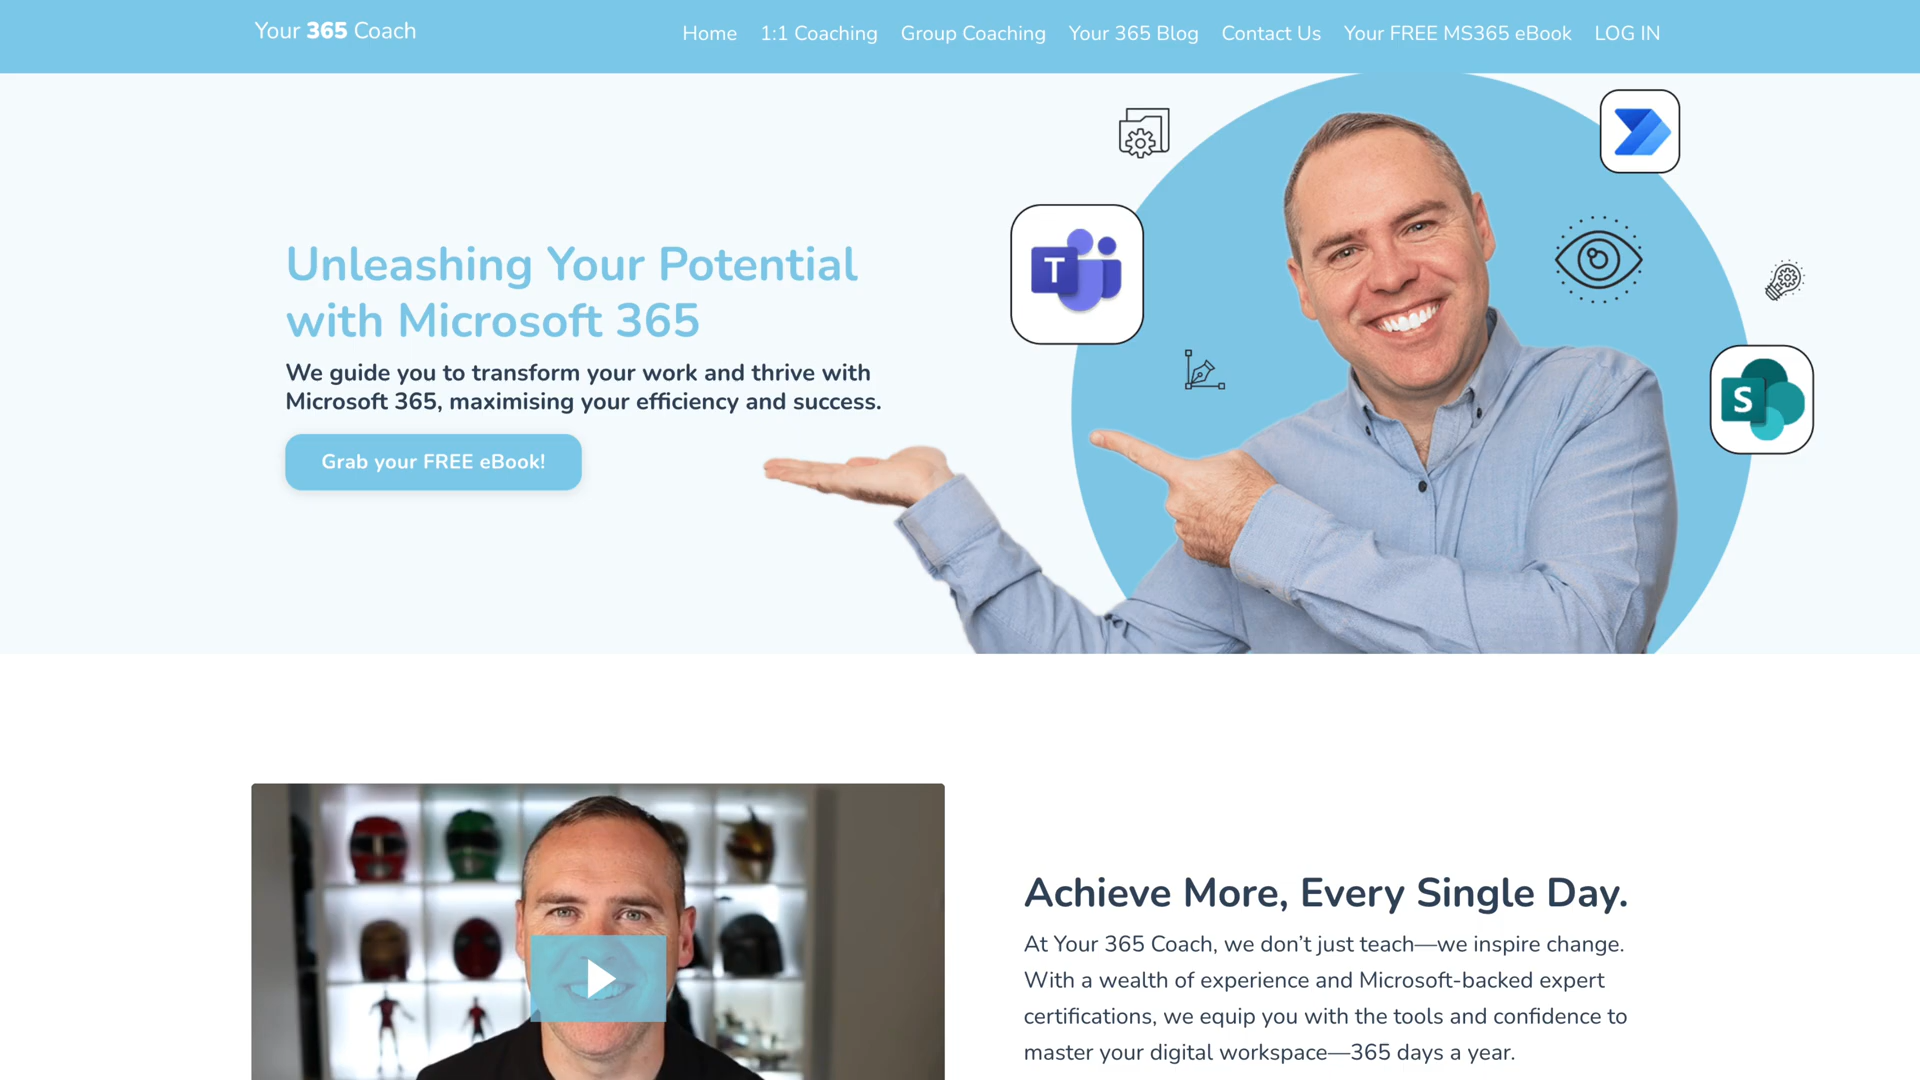 Your 365 Coach
Home
1:1 Coaching
Group Coaching
Your 365 Blog
Contact Us
Your FREE MS365 eBook
LOG IN
Unleashing Your Potential
with Microsoft 365
We guide you to transform your work and thrive with
Microsoft 365, maximising your efficiency and success.
Grab your FREE eBook!
T
S
Achieve More, Every Single Day.
At Your 365 Coach, we don’t just teach—we inspire change.
With a wealth of experience and Microsoft-backed expert
certifications, we equip you with the tools and confidence to
master your digital workspace—365 days a year.